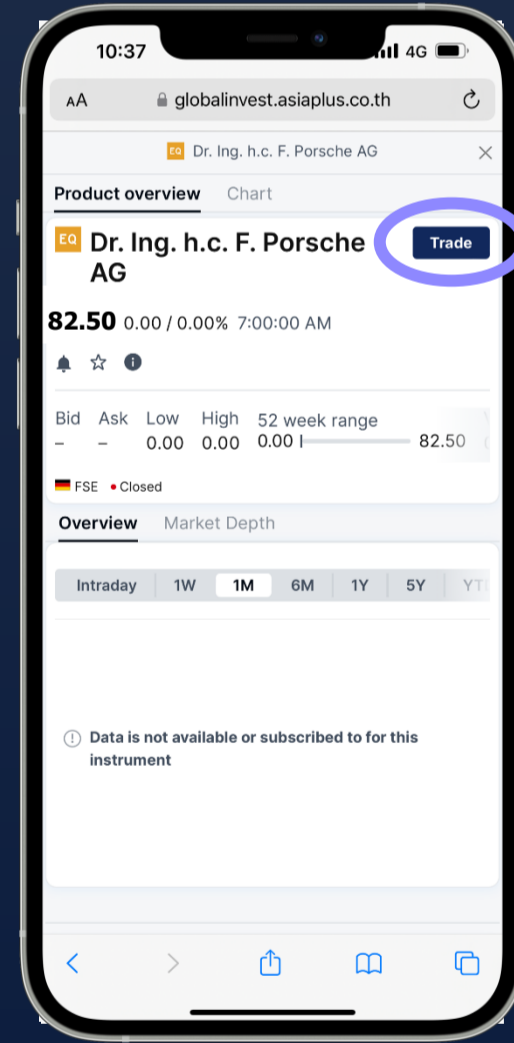 10:37 4G
AA globalinvest.asiaplus.co.th
EQ Dr. Ing. h.c. F. Porsche AG
Product overview Chart
EQ Dr. Ing. h.c. F. Porsche AG Trade
82.50 0.00 / 0.00% 7:00:00 AM
Bid Ask Low High 52 week range
– – 0.00 0.00 0.00 82.50
FSE • Closed
Overview Market Depth
Intraday 1W 1M 6M 1Y 5Y
Data is not available or subscribed to for this
instrument